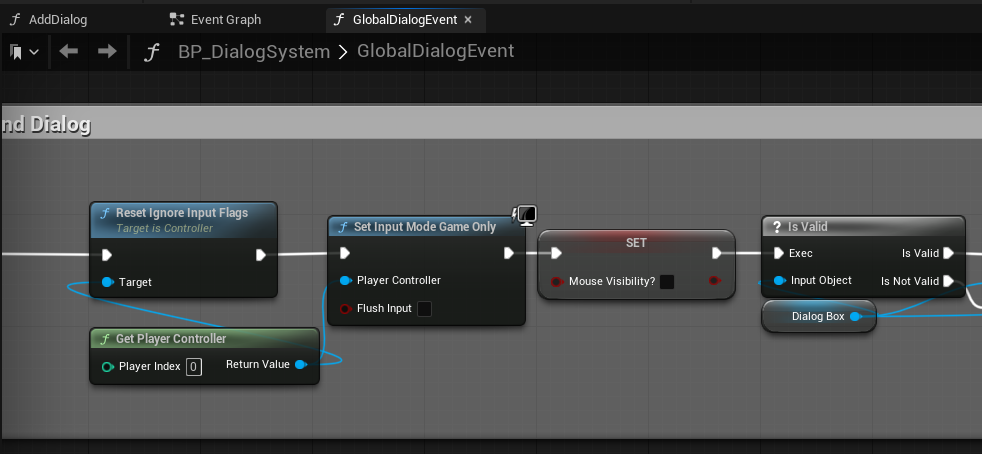 AddDialog
Event Graph
GlobalDialogEvent
BP_DialogSystem > GlobalDialogEvent
nd Dialog
Reset Ignore Input Flags
Target is Controller
Target
Get Player Controller
Player Index 0
Return Value
Set Input Mode Game Only
Player Controller
Flush Input
SET
Mouse Visibility?
? Is Valid
Exec
Is Valid
Input Object
Is Not Valid
Dialog Box